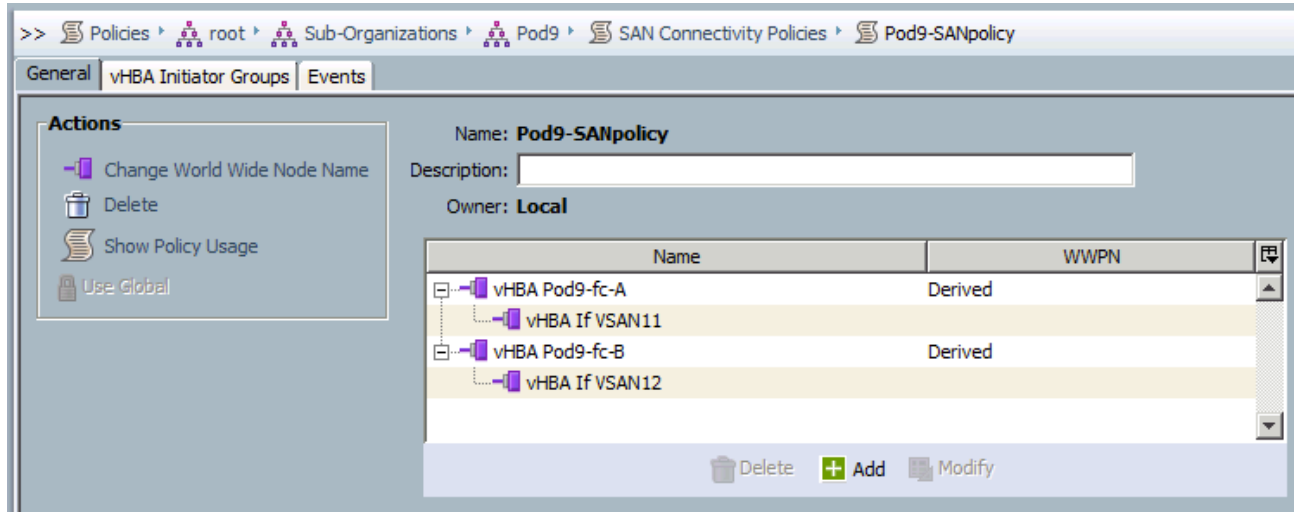 >> Policies root Sub-Organizations Pod9 SAN Connectivity Policies Pod9-SANpolicy
General vHBA Initiator Groups Events
Actions
Change World Wide Node Name
Delete
Show Policy Usage
Use Global
Name: Pod9-SANpolicy
Description:
Owner: Local
Name WWPN
vHBA Pod9-fc-A Derived
vHBA If VSAN11
vHBA Pod9-fc-B Derived
vHBA If VSAN12
Delete Add Modify